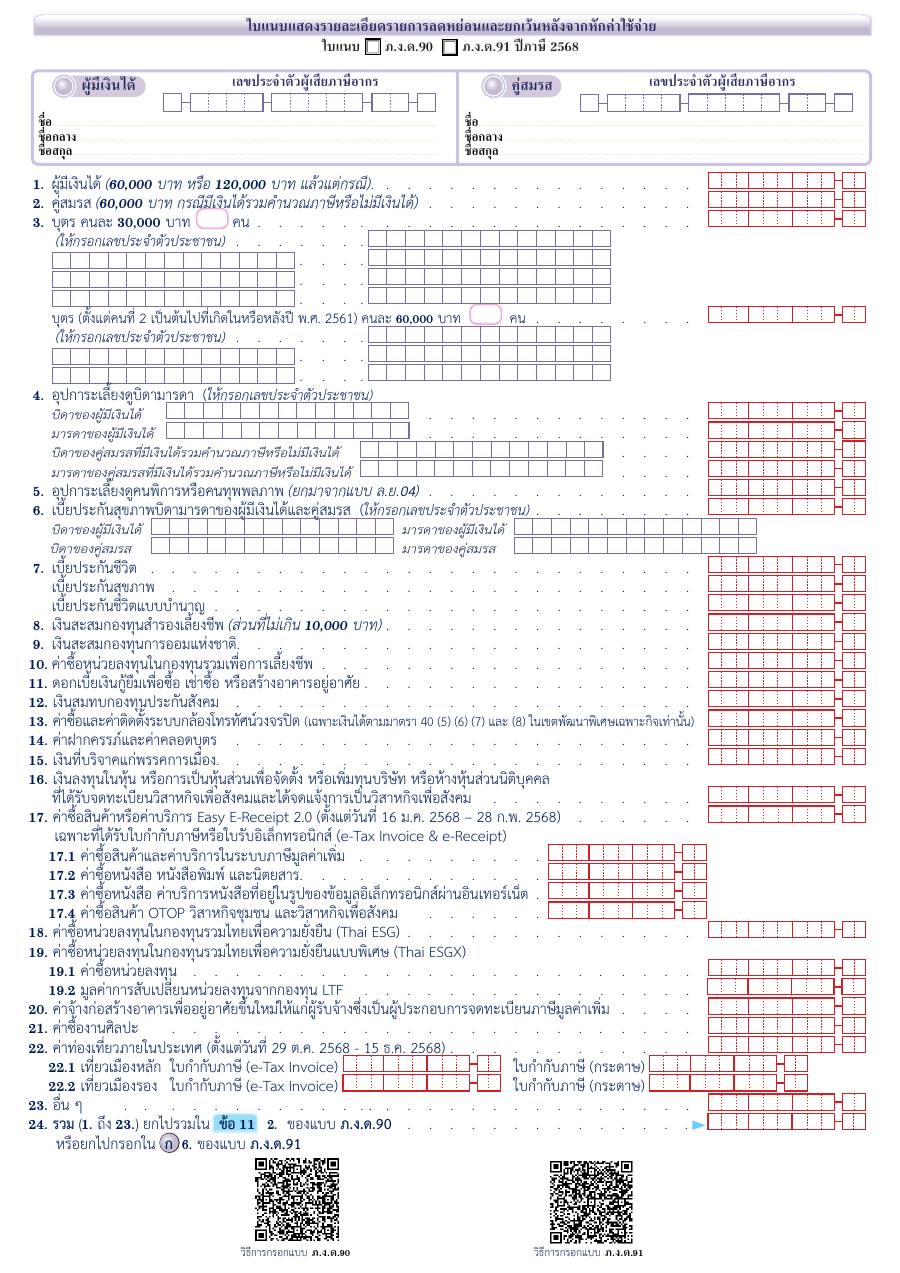 ใบแนบแสดงรายละเอียดรายการลดหย่อนและยกเว้นหลังจากหักค่าใช้จ่าย
ใบแนบ ภ.ง.ด.90 ภ.ง.ด.91 ปีภาษี 2568
ผู้มีเงินได้ เลขประจำตัวผู้เสียภาษีอากร
ชื่อ
ชื่อกลาง
ชื่อสกุล
คู่สมรส เลขประจำตัวผู้เสียภาษีอากร
ชื่อ
ชื่อกลาง
ชื่อสกุล
1. ผู้มีเงินได้ (60,000 บาท หรือ 120,000 บาท แล้วแต่กรณี)
2. คู่สมรส (60,000 บาท กรณีมีเงินได้รวมคำนวณภาษีหรือไม่มีเงินได้)
3. บุตร คนละ 30,000 บาท คน
(ให้กรอกเลขประจำตัวประชาชน)
บุตร (ตั้งแต่คนที่ 2 เป็นต้นไปที่เกิดในหรือหลังปี พ.ศ. 2561) คนละ 60,000 บาท คน
(ให้กรอกเลขประจำตัวประชาชน)
4. อุปการะเลี้ยงดูบิดามารดา (ให้กรอกเลขประจำตัวประชาชน)
บิดาของผู้มีเงินได้
มารดาของผู้มีเงินได้
บิดาของคู่สมรสที่มีเงินได้รวมคำนวณภาษีหรือไม่มีเงินได้
มารดาของคู่สมรสที่มีเงินได้รวมคำนวณภาษีหรือไม่มีเงินได้
5. อุปการะเลี้ยงดูคนพิการหรือคนทุพพลภาพ (ยกมาจากแบบ ล.ย.04)
6. เบี้ยประกันสุขภาพบิดามารดาของผู้มีเงินได้และคู่สมรส (ให้กรอกเลขประจำตัวประชาชน)
บิดาของผู้มีเงินได้ มารดาของผู้มีเงินได้
บิดาของคู่สมรส มารดาของคู่สมรส
7. เบี้ยประกันชีวิต
เบี้ยประกันสุขภาพ
เบี้ยประกันชีวิตแบบบำนาญ
8. เงินสะสมกองทุนสำรองเลี้ยงชีพ (ส่วนที่ไม่เกิน 10,000 บาท)
9. เงินสะสมกองทุนการออมแห่งชาติ
10. ค่าซื้อหน่วยลงทุนในกองทุนรวมเพื่อการเลี้ยงชีพ
11. ดอกเบี้ยเงินกู้ยืมเพื่อซื้อ เช่าซื้อ หรือสร้างอาคารอยู่อาศัย
12. เงินสมทบกองทุนประกันสังคม
13. ค่าซื้อและค่าติดตั้งระบบกล้องโทรทัศน์วงจรปิด (เฉพาะเงินได้ตามมาตรา 40 (5) (6) (7) และ (8) ในเขตพัฒนาพิเศษเฉพาะกิจเท่านั้น)
14. ค่าฝากครรภ์และค่าคลอดบุตร
15. เงินที่บริจาคแก่พรรคการเมือง
16. เงินลงทุนในหุ้น หรือการเป็นหุ้นส่วนเพื่อจัดตั้ง หรือเพิ่มทุนบริษัท หรือห้างหุ้นส่วนนิติบุคคล
ที่ได้รับจดทะเบียนวิสาหกิจเพื่อสังคมและได้จดแจ้งการเป็นวิสาหกิจเพื่อสังคม
17. ค่าซื้อสินค้าหรือค่าบริการ Easy E-Receipt 2.0 (ตั้งแต่วันที่ 16 ม.ค. 2568 – 28 ก.พ. 2568)
เฉพาะที่ได้รับใบกำกับภาษีหรือใบรับอิเล็กทรอนิกส์ (e-Tax Invoice & e-Receipt)
17.1 ค่าซื้อสินค้าและค่าบริการในระบบภาษีมูลค่าเพิ่ม
17.2 ค่าซื้อหนังสือ หนังสือพิมพ์ และนิตยสาร
17.3 ค่าซื้อหนังสือ ค่าบริการหนังสือที่อยู่ในรูปของข้อมูลอิเล็กทรอนิกส์ผ่านอินเทอร์เน็ต
17.4 ค่าซื้อสินค้า OTOP วิสาหกิจชุมชน และวิสาหกิจเพื่อสังคม
18. ค่าซื้อหน่วยลงทุนในกองทุนรวมไทยเพื่อความยั่งยืน (Thai ESG)
19. ค่าซื้อหน่วยลงทุนในกองทุนรวมไทยเพื่อความยั่งยืนแบบพิเศษ (Thai ESGX)
19.1 ค่าซื้อหน่วยลงทุน
19.2 มูลค่าการสับเปลี่ยนหน่วยลงทุนจากกองทุน LTF
20. ค่าจ้างก่อสร้างอาคารเพื่ออยู่อาศัยขึ้นใหม่ให้แก่ผู้รับจ้างซึ่งเป็นผู้ประกอบการจดทะเบียนภาษีมูลค่าเพิ่ม
21. ค่าซื้องานศิลปะ
22. ค่าท่องเที่ยวภายในประเทศ (ตั้งแต่วันที่ 29 ต.ค. 2568 - 15 ธ.ค. 2568)
22.1 เที่ยวเมืองหลัก ใบกำกับภาษี (e-Tax Invoice) ใบกำกับภาษี (กระดาษ)
22.2 เที่ยวเมืองรอง ใบกำกับภาษี (e-Tax Invoice) ใบกำกับภาษี (กระดาษ)
23. อื่น ๆ
24. รวม (1. ถึง 23.) ยกไปรวมใน ข้อ 11 2. ของแบบ ภ.ง.ด.90
หรือยกไปกรอกใน ก 6. ของแบบ ภ.ง.ด.91
วิธีการกรอกแบบ ภ.ง.ด.90 วิธีการกรอกแบบ ภ.ง.ด.91